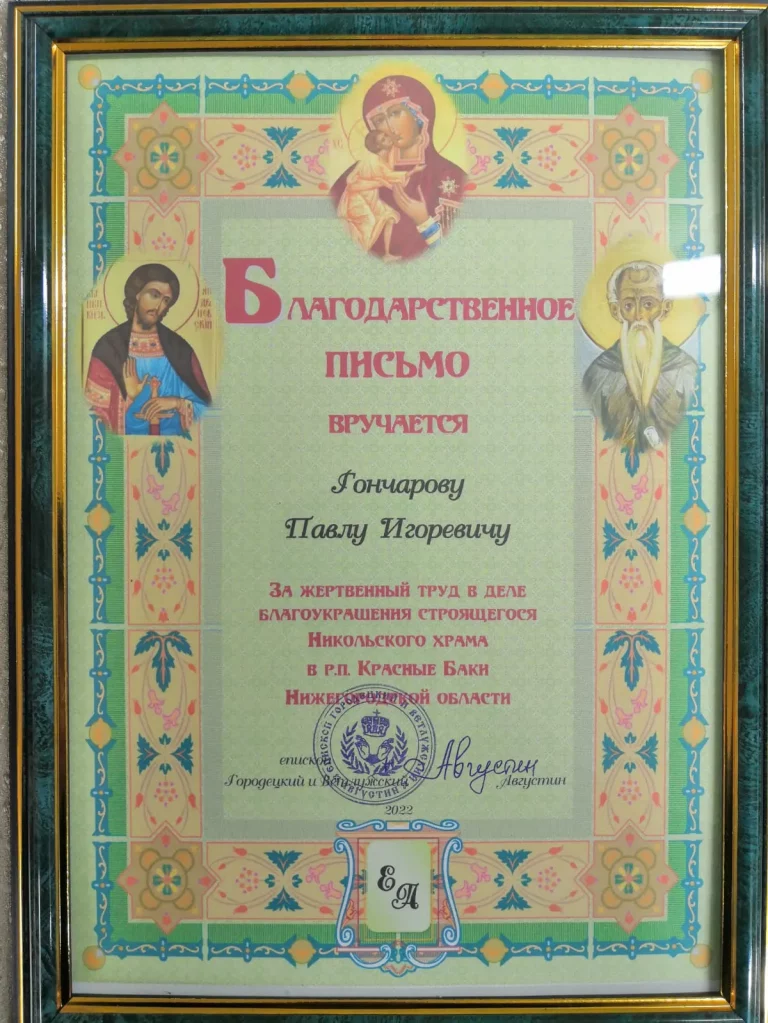 Благодарственное
письмо
вручается
Гончарову
Павлу Игоревичу
За жертвенный труд в деле
благоукрашения строящегося
Никольского храма
в р.п. Красные Баки
Нижегородской области
епископ
Городецкий и Ветлужский
Августин
Августин
2022
ЕА